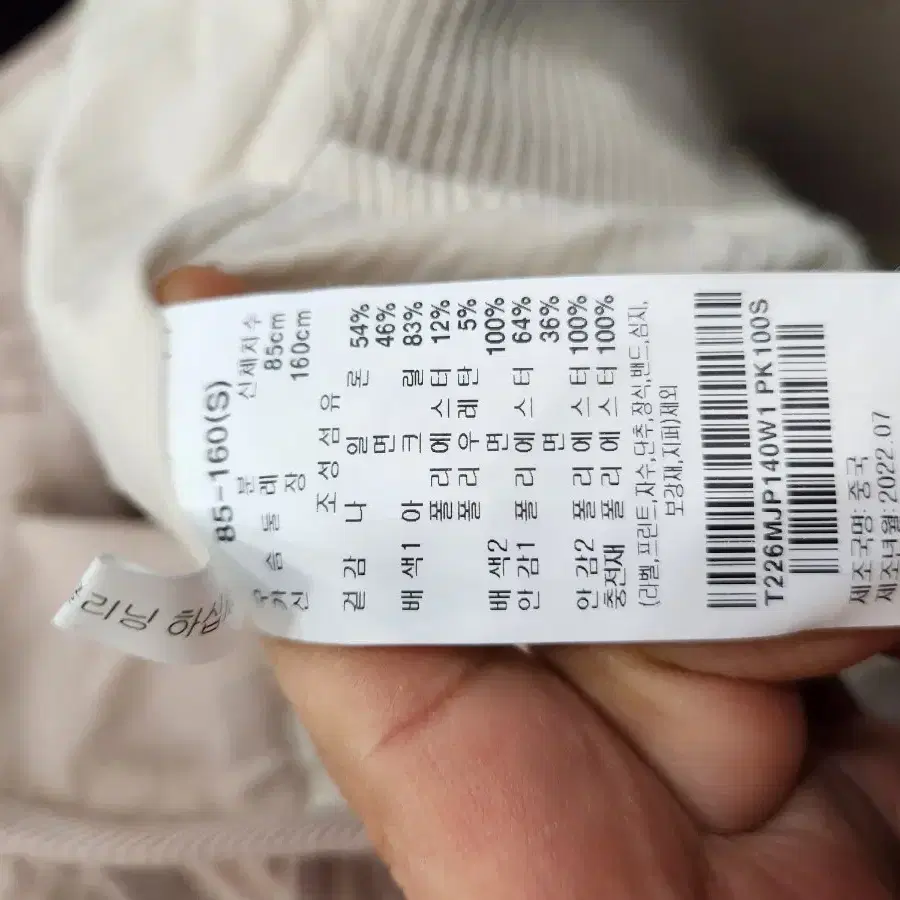 85-160(S)
구 분 신체치수
가슴둘레 85cm
신 장 160cm
조성섬유
겉 감 나 일 론 54%
면 46%
배 색1 아 크 릴 83%
폴리에스터 12%
폴리우레탄 5%
배 색2 면 100%
안 감1 폴리에스터 64%
면 36%
안 감2 폴리에스터 100%
충전재 폴리에스터 100%
(라벨,프린트,자수,단추,장식,밴드,심지,
보강재,지퍼)제외
T226MJP140W1 PK100S
제조국명: 중국
제조년월:2022.07
리닝 하십